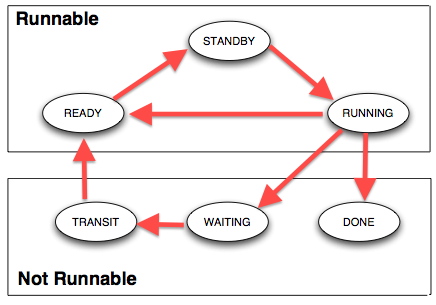 Runnable
STANDBY
READY
RUNNING
TRANSIT
WAITING
DONE
Not Runnable